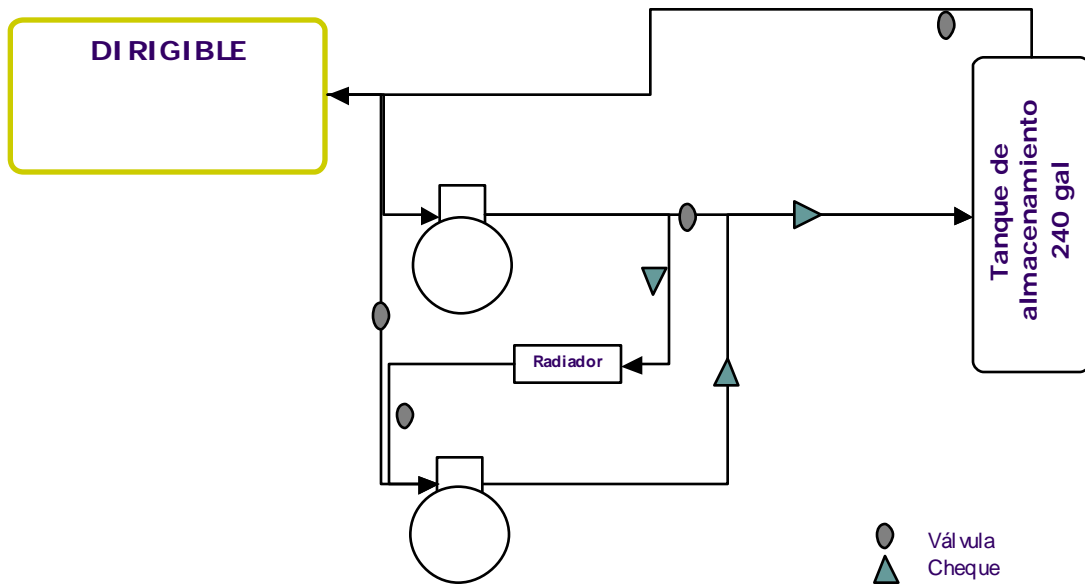 DIRIGIBLE
Tanque de
almacenamiento
240 gal
Radiador
Válvula
Cheque